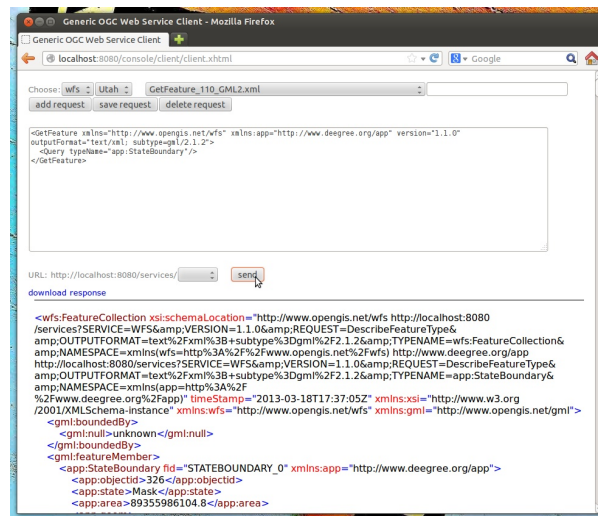 Generic OGC Web Service Client - Mozilla Firefox
Generic OGC Web Service Client
localhost:8080/console/client/client.xhtml
Google
Choose: wfs Utah GetFeature_110_GML2.xml
add request save request delete request
<GetFeature xmlns="http://www.opengis.net/wfs" xmlns:app="http://www.deegree.org/app" version="1.1.0"
outputFormat="text/xml; subtype=gml/2.1.2">
<Query typeName="app:StateBoundary"/>
</GetFeature>
URL: http://localhost:8080/services/ send
download response
<wfs:FeatureCollection xsi:schemaLocation="http://www.opengis.net/wfs http://localhost:8080
/services?SERVICE=WFS&amp;VERSION=1.1.0&amp;REQUEST=DescribeFeatureType&
amp;OUTPUTFORMAT=text%2Fxml%3B+subtype%3Dgml%2F2.1.2&amp;TYPENAME=wfs:FeatureCollection&
amp;NAMESPACE=xmlns(wfs=http%3A%2F%2Fwww.opengis.net%2Fwfs) http://www.deegree.org/app
http://localhost:8080/services?SERVICE=WFS&amp;VERSION=1.1.0&amp;REQUEST=DescribeFeatureType&
amp;OUTPUTFORMAT=text%2Fxml%3B+subtype%3Dgml%2F2.1.2&amp;TYPENAME=app:StateBoundary&
amp;NAMESPACE=xmlns(app=http%3A%2F
%2Fwww.deegree.org%2Fapp)" timeStamp="2013-03-18T17:37:05Z" xmlns:xsi="http://www.w3.org
/2001/XMLSchema-instance" xmlns:wfs="http://www.opengis.net/wfs" xmlns:gml="http://www.opengis.net/gml">
<gml:boundedBy>
<gml:null>unknown</gml:null>
</gml:boundedBy>
<gml:featureMember>
<app:StateBoundary fid="STATEBOUNDARY_0" xmlns:app="http://www.deegree.org/app">
<app:objectid>326</app:objectid>
<app:state>Mask</app:state>
<app:area>89355986104.8</app:area>